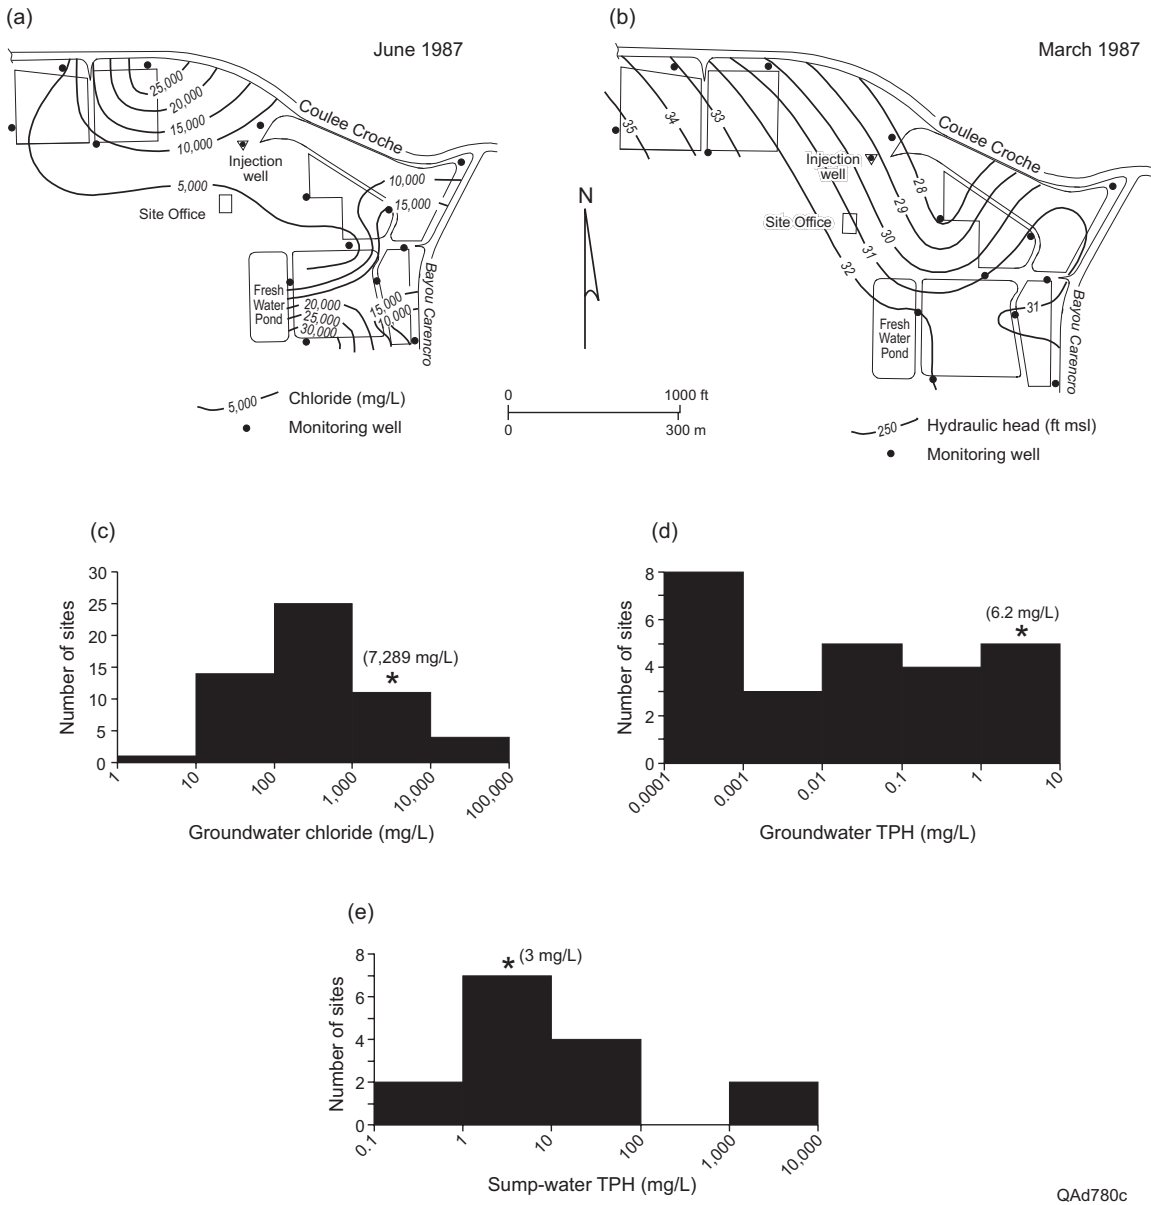 (a)
June 1987
25,000
20,000
15,000
10,000
5,000
Coulee Croche
Injection
well
Site Office
10,000
15,000
Fresh
Water
Pond
20,000
25,000
30,000
15,000
10,000
Bayou Carencro
5,000 Chloride (mg/L)
Monitoring well
N
0 1000 ft
0 300 m
(b)
March 1987
35
34
33
Coulee Croche
Injection
well
Site Office
28
29
30
31
32
31
Fresh
Water
Pond
Bayou Carencro
250 Hydraulic head (ft msl)
Monitoring well
(c)
Number of sites
30
25
20
15
10
5
0
(7,289 mg/L)
*
1 10 100 1,000 10,000 100,000
Groundwater chloride (mg/L)
(d)
Number of sites
8
6
4
2
0
(6.2 mg/L)
*
0.0001 0.001 0.01 0.1 1 10
Groundwater TPH (mg/L)
(e)
Number of sites
8
6
4
2
0
* (3 mg/L)
0.1 1 10 100 1,000 10,000
Sump-water TPH (mg/L)
QAd780c